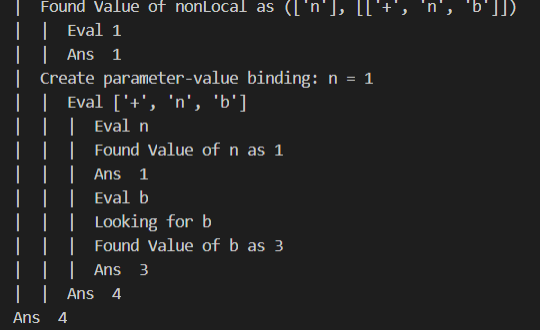 |  Found Value of nonLocal as (['n'], [['+', 'n', 'b']])
|  |  Eval 1
|  |  Ans  1
|  Create parameter-value binding: n = 1
|  |  Eval ['+', 'n', 'b']
|  |  |  Eval n
|  |  |  Found Value of n as 1
|  |  |  Ans  1
|  |  |  Eval b
|  |  |  Looking for b
|  |  |  Found Value of b as 3
|  |  |  Ans  3
|  |  Ans  4
Ans  4